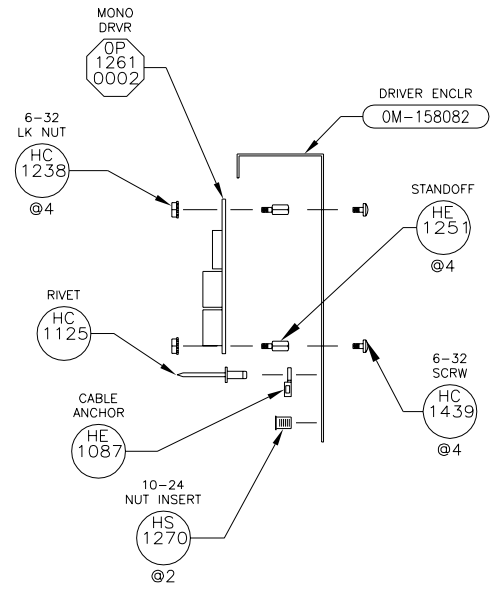 MONO
DRVR
OP
1261
0002
DRIVER ENCLR
OM-158082
6-32
LK NUT
HC
1238
@4
STANDOFF
HE
1251
@4
RIVET
HC
1125
6-32
SCRW
HC
1439
@4
CABLE
ANCHOR
HE
1087
10-24
NUT INSERT
HS
1270
@2